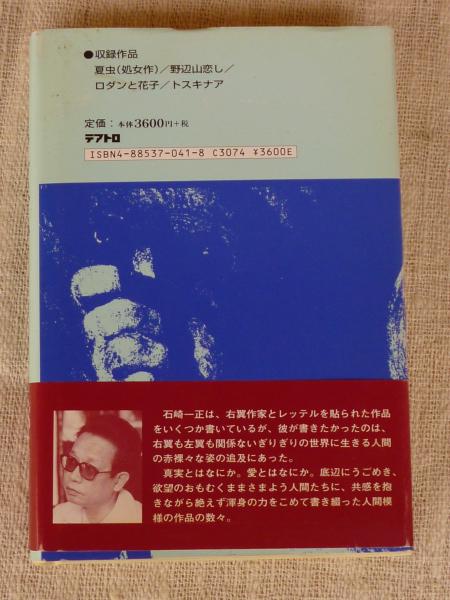 ●収録作品
夏虫(処女作)／野辺山恋し／
ロダンと花子／トスキナア
定価：本体3600円＋税
テアトロ
ISBN4-88537-041-8 C3074 ¥3600E
石崎一正は、右翼作家とレッテルを貼られた作品
をいくつか書いているが、彼が書きたかったのは、
右翼も左翼も関係ないぎりぎりの世界に生きる人間
の赤裸々な姿の追及にあった。
真実とはなにか。愛とはなにか。底辺にうごめき、
欲望のおもむくままさまよう人間たちに、共感を抱
きながら絶えず渾身の力をこめて書き綴った人間模
様の作品の数々。